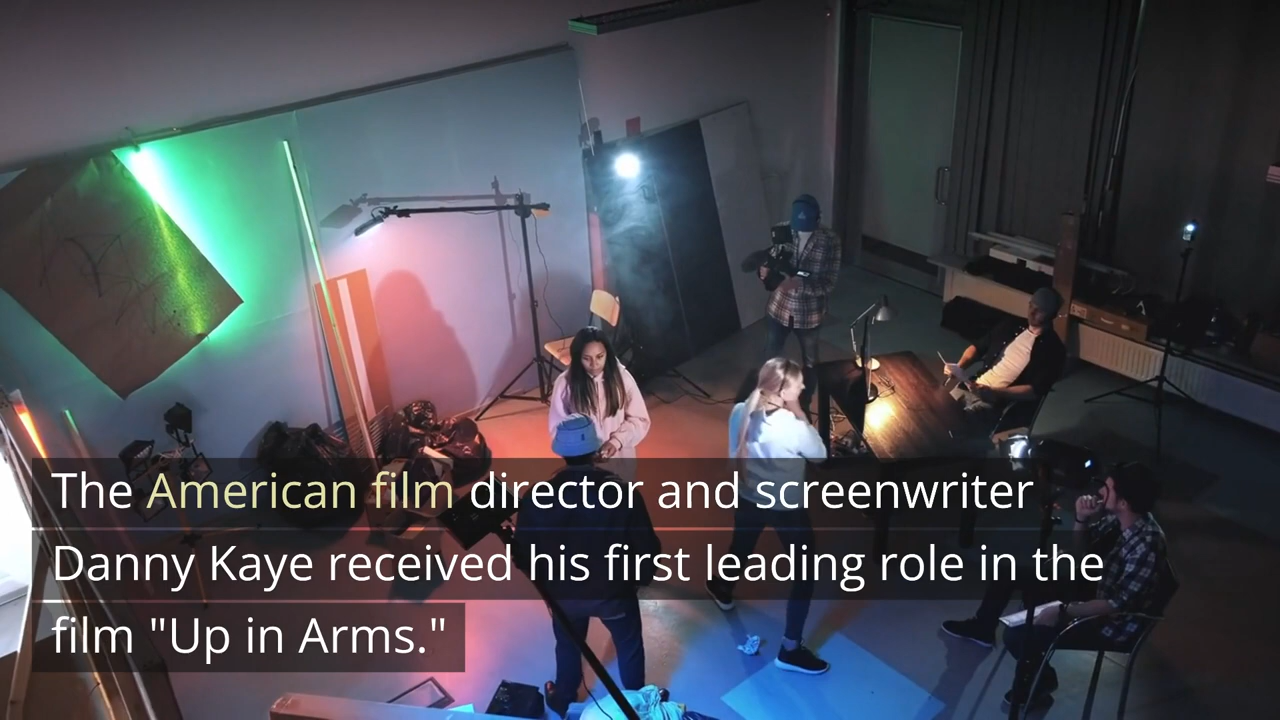 The American film director and screenwriter
Danny Kaye received his first leading role in the
film "Up in Arms."